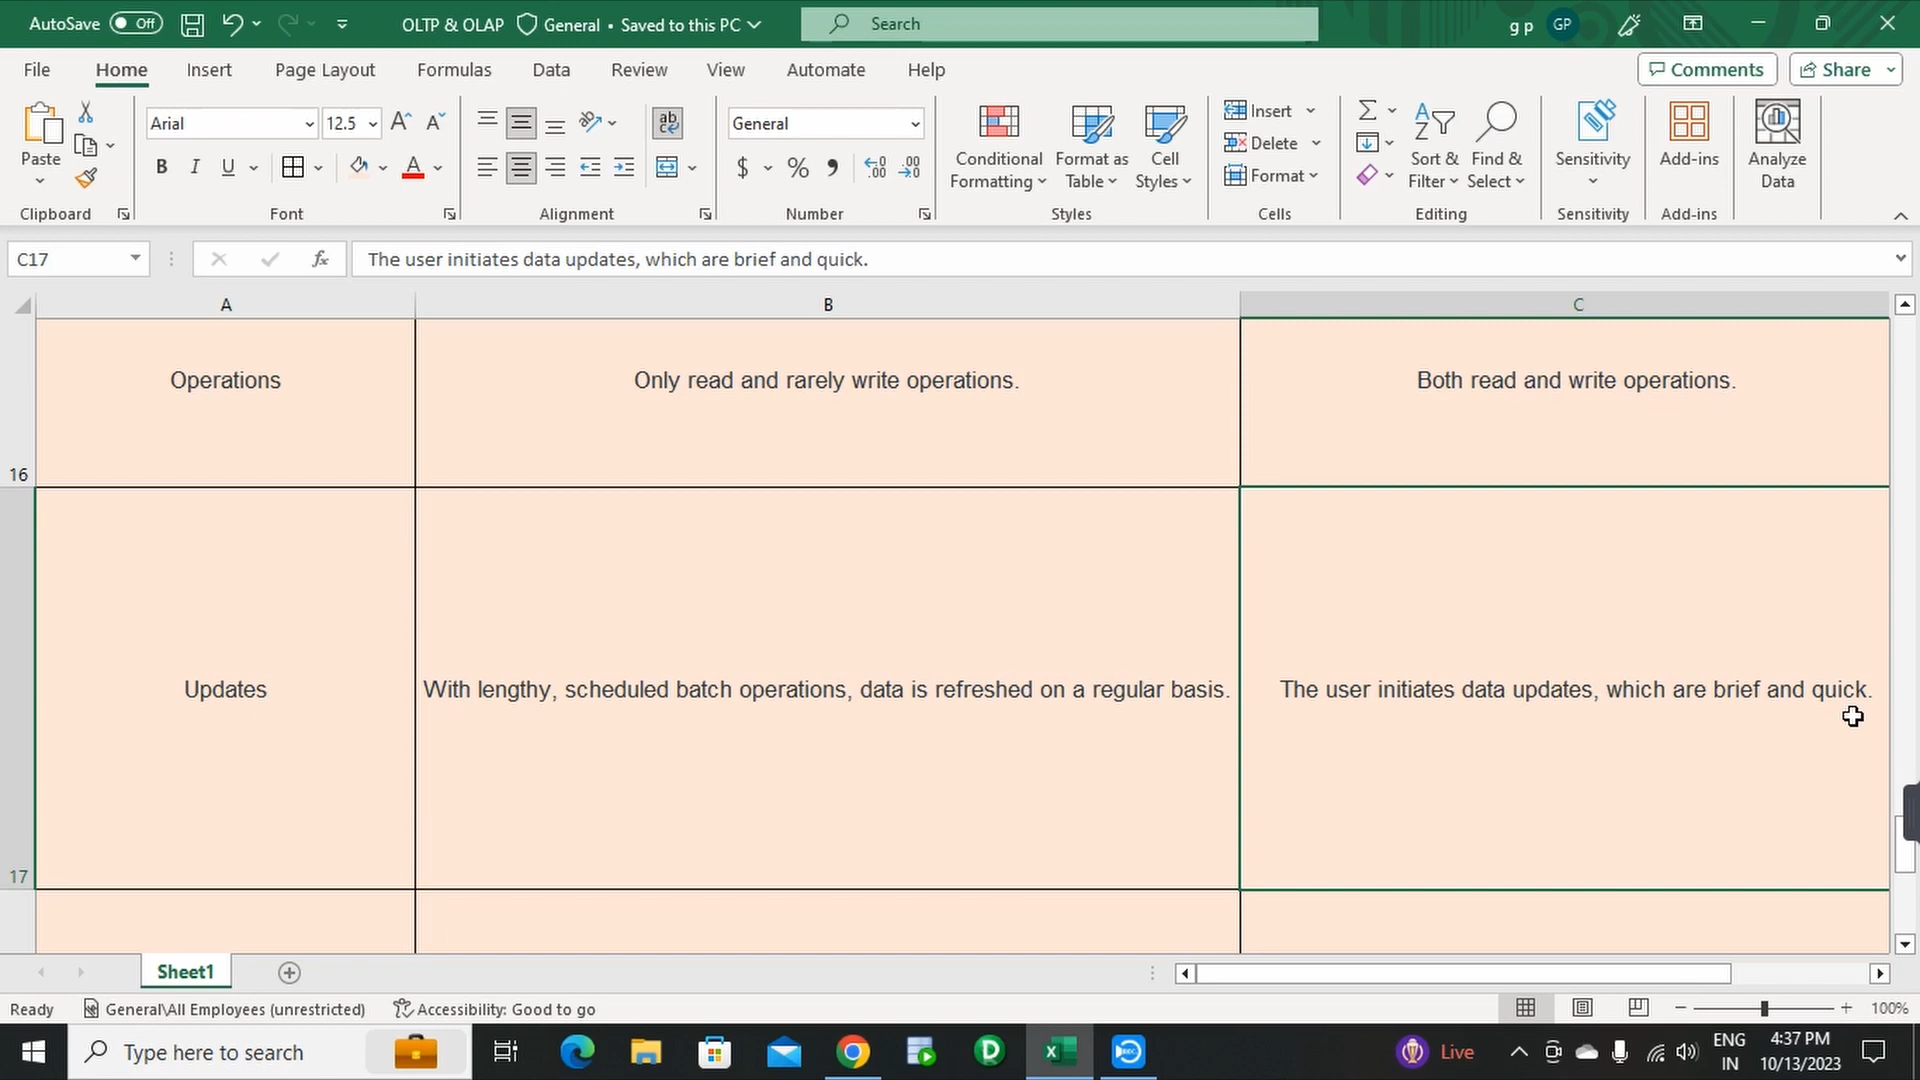 AutoSave Off OLTP & OLAP General • Saved to this PC Search g p GP
File Home Insert Page Layout Formulas Data Review View Automate Help Comments Share
Paste Arial 12.5 General Conditional Formatting Format as Table Cell Styles Insert Delete Format Sort & Filter Find & Select Sensitivity Add-ins Analyze Data
Clipboard Font Alignment Number Styles Cells Editing Sensitivity Add-ins
C17 fx The user initiates data updates, which are brief and quick.
A B C
Operations Only read and rarely write operations. Both read and write operations.
16
Updates With lengthy, scheduled batch operations, data is refreshed on a regular basis. The user initiates data updates, which are brief and quick.
17
Sheet1
Ready General\All Employees (unrestricted) Accessibility: Good to go 100%
Type here to search Live ENG 4:37 PM
IN 10/13/2023